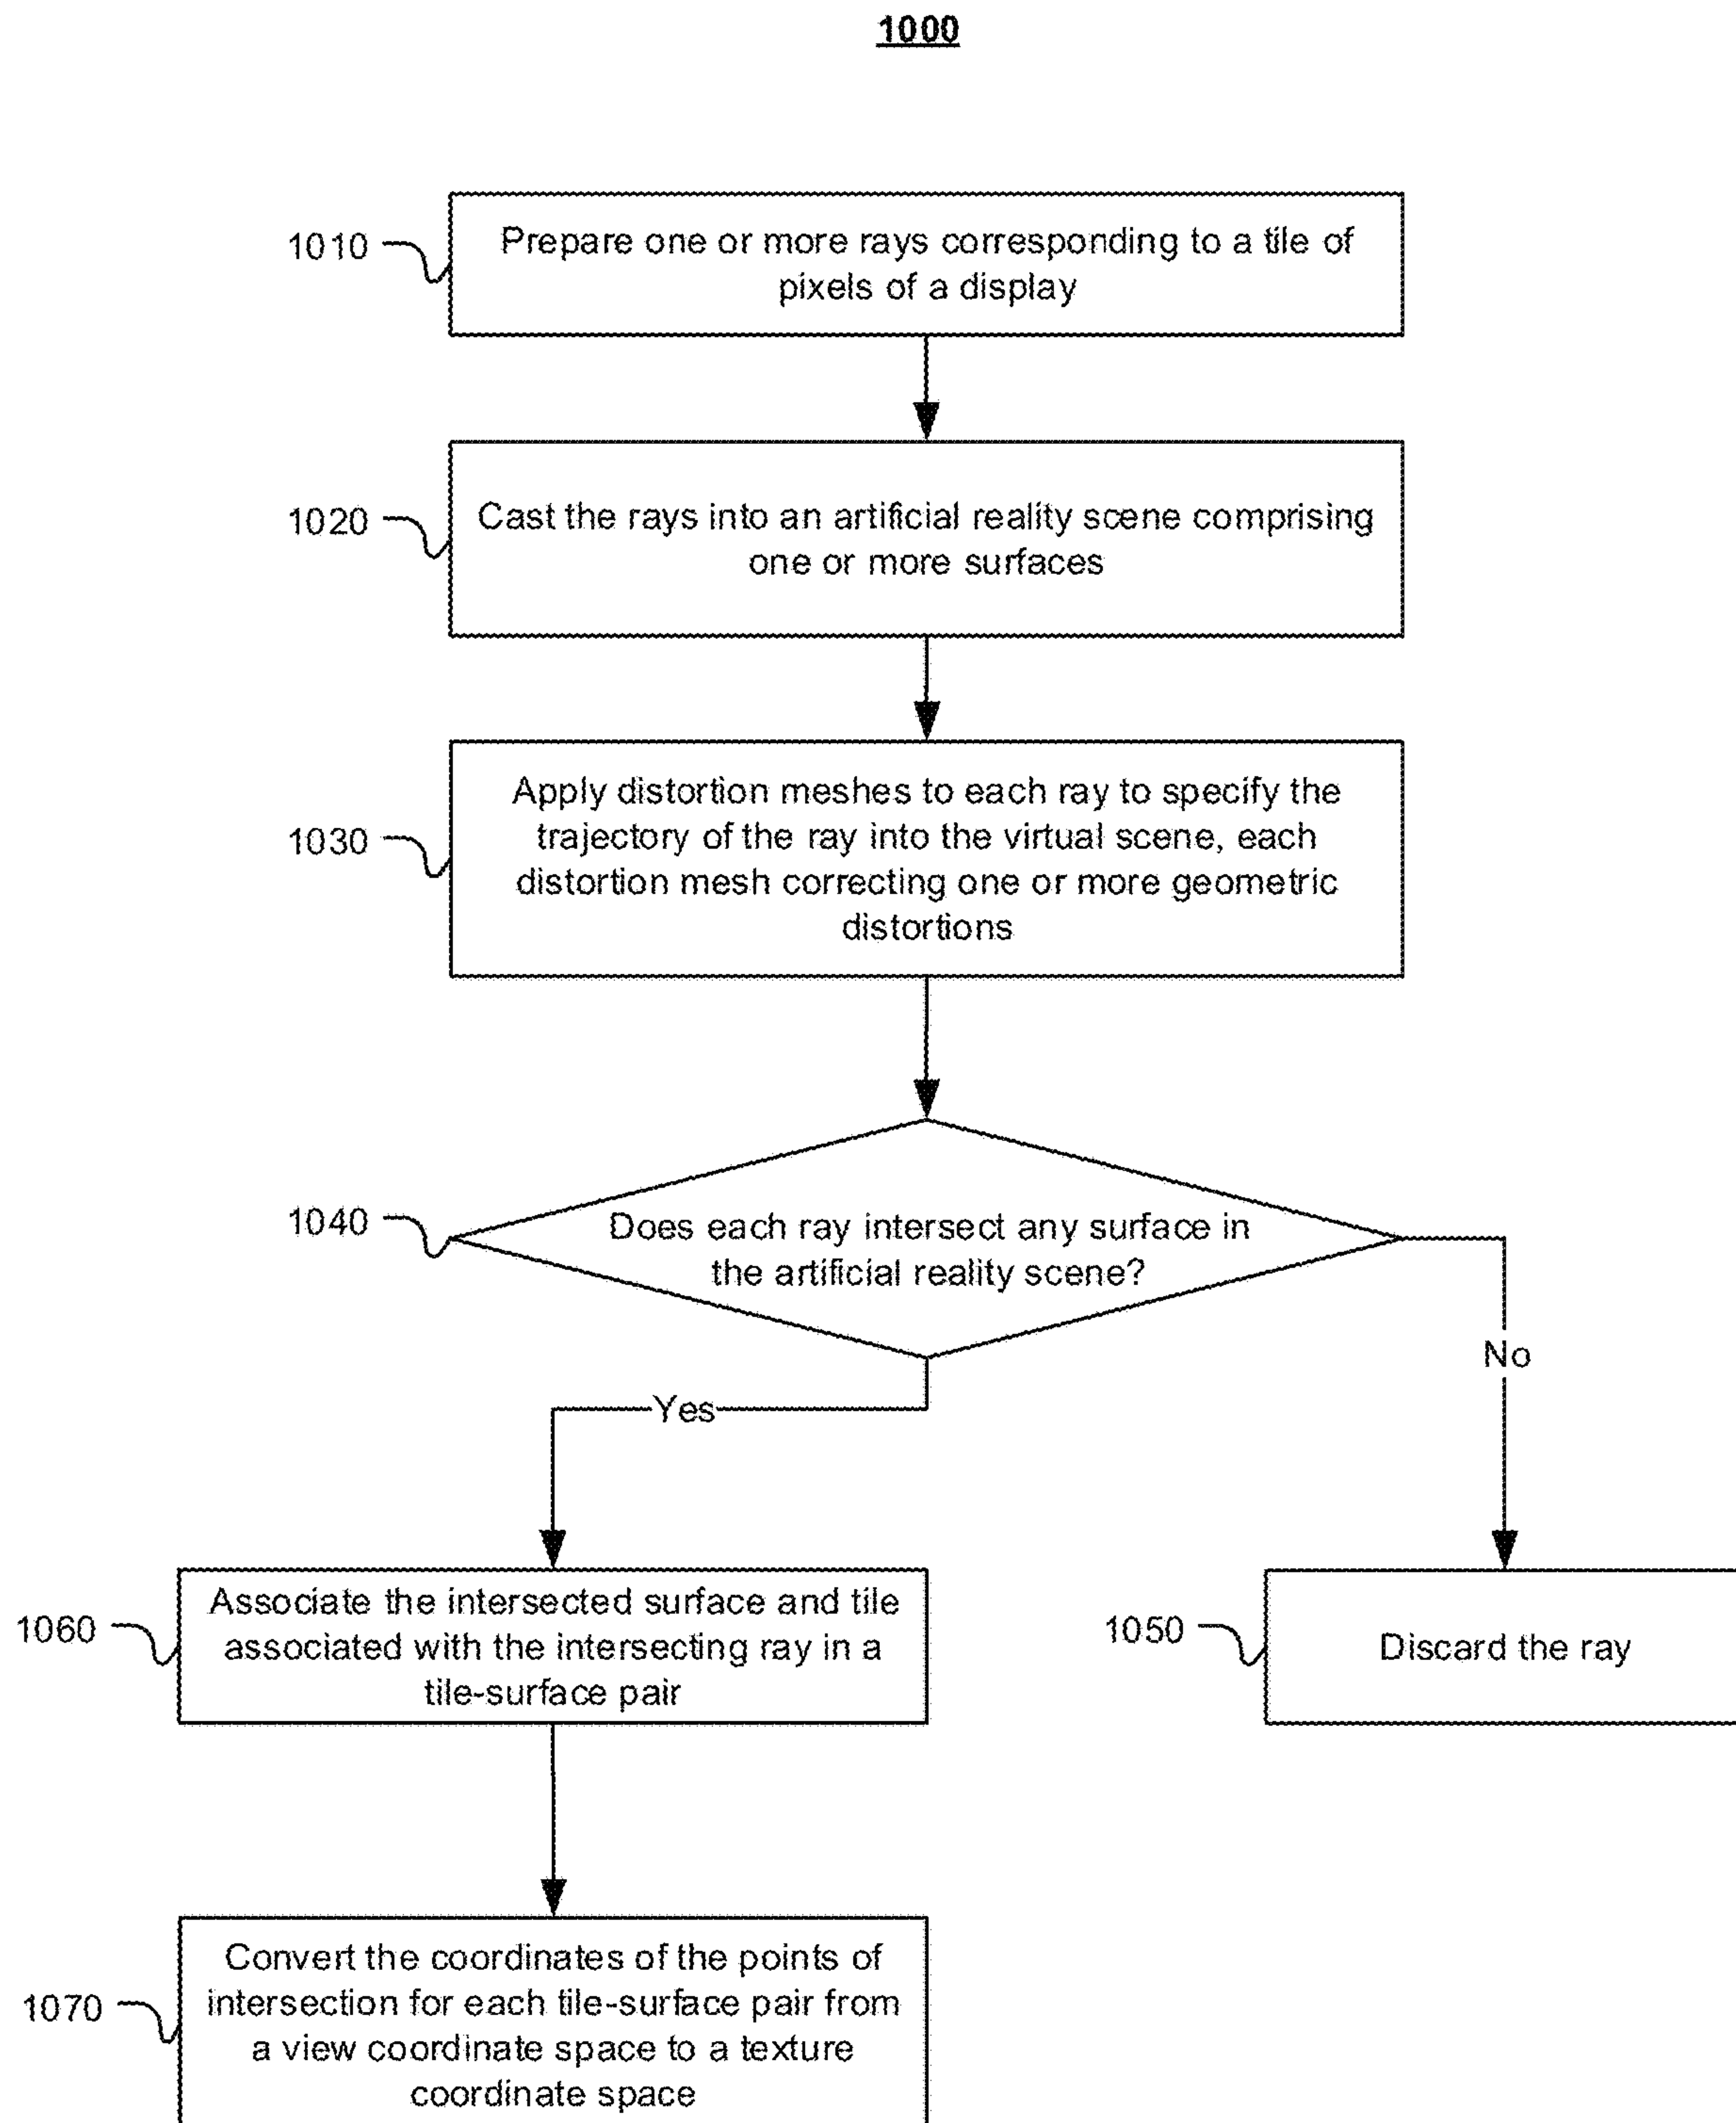 1000
1010
Prepare one or more rays corresponding to a tile of
pixels of a display
1020
Cast the rays into an artificial reality scene comprising
one or more surfaces
1030
Apply distortion meshes to each ray to specify the
trajectory of the ray into the virtual scene, each
distortion mesh correcting one or more geometric
distortions
1040
Does each ray intersect any surface in
the artificial reality scene?
No
Yes
1060
Associate the intersected surface and tile
associated with the intersecting ray in a
tile-surface pair
1050
Discard the ray
1070
Convert the coordinates of the points of
intersection for each tile-surface pair from
a view coordinate space to a texture
coordinate space